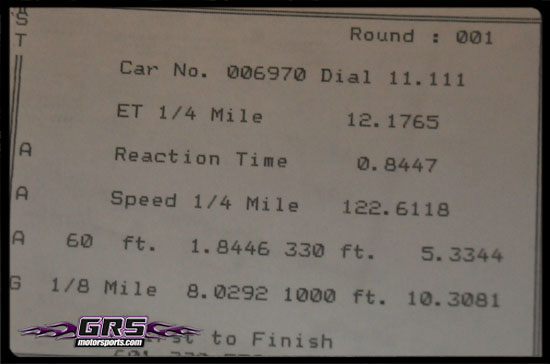 S
T
Round : 001
Car No. 006970 Dial 11.111
ET 1/4 Mile 12.1765
A Reaction Time 0.8447
A Speed 1/4 Mile 122.6118
A 60 ft. 1.8446 330 ft. 5.3344
G 1/8 Mile 8.0292 1000 ft. 10.3081
to Finish
GRS
motorsports.com